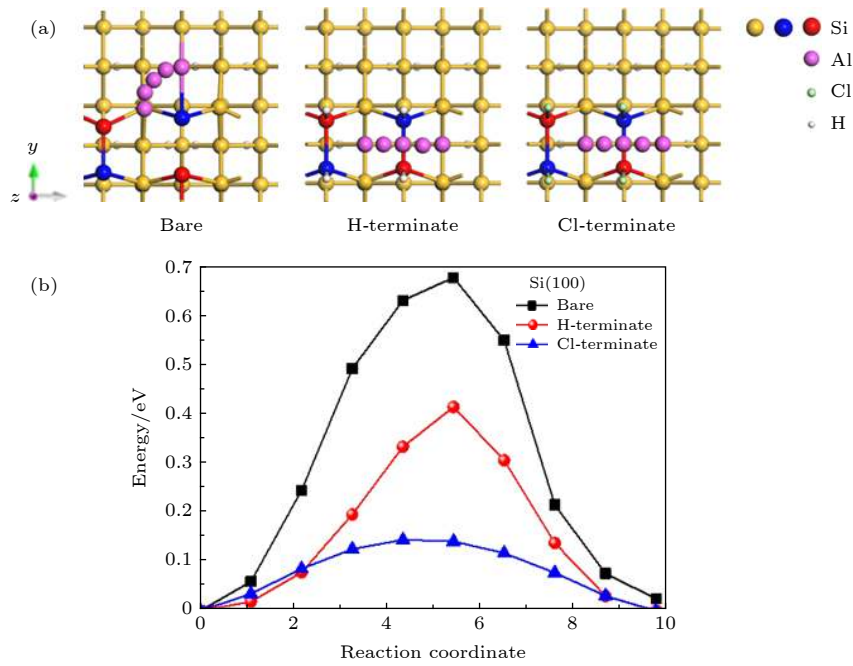 (a)
Si
Al
Cl
H
y
z
Bare
H-terminate
Cl-terminate
(b)
0.7
0.6
0.5
0.4
0.3
0.2
0.1
0
Energy/eV
Si(100)
Bare
H-terminate
Cl-terminate
0 2 4 6 8 10
Reaction coordinate